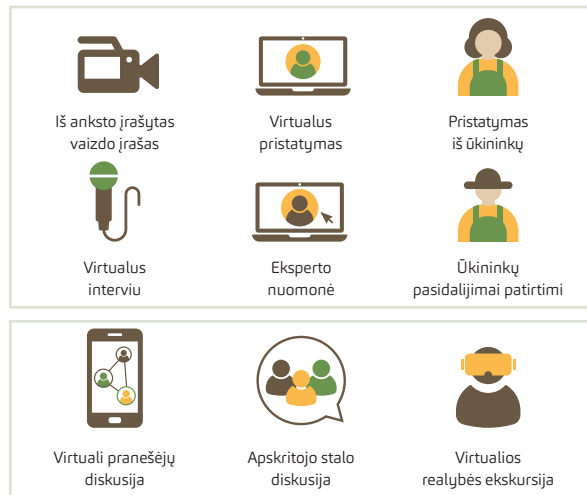 Iš anksto įrašytas
vaizdo įrašas
Virtualus
pristatymas
Pristatymas
iš ūkininkų
Virtualus
interviu
Eksperto
nuomonė
Ūkininkų
pasidalijimai patirtimi
Virtuali pranešėjų
diskusija
Apskritojo stalo
diskusija
Virtualios
realybės ekskursija